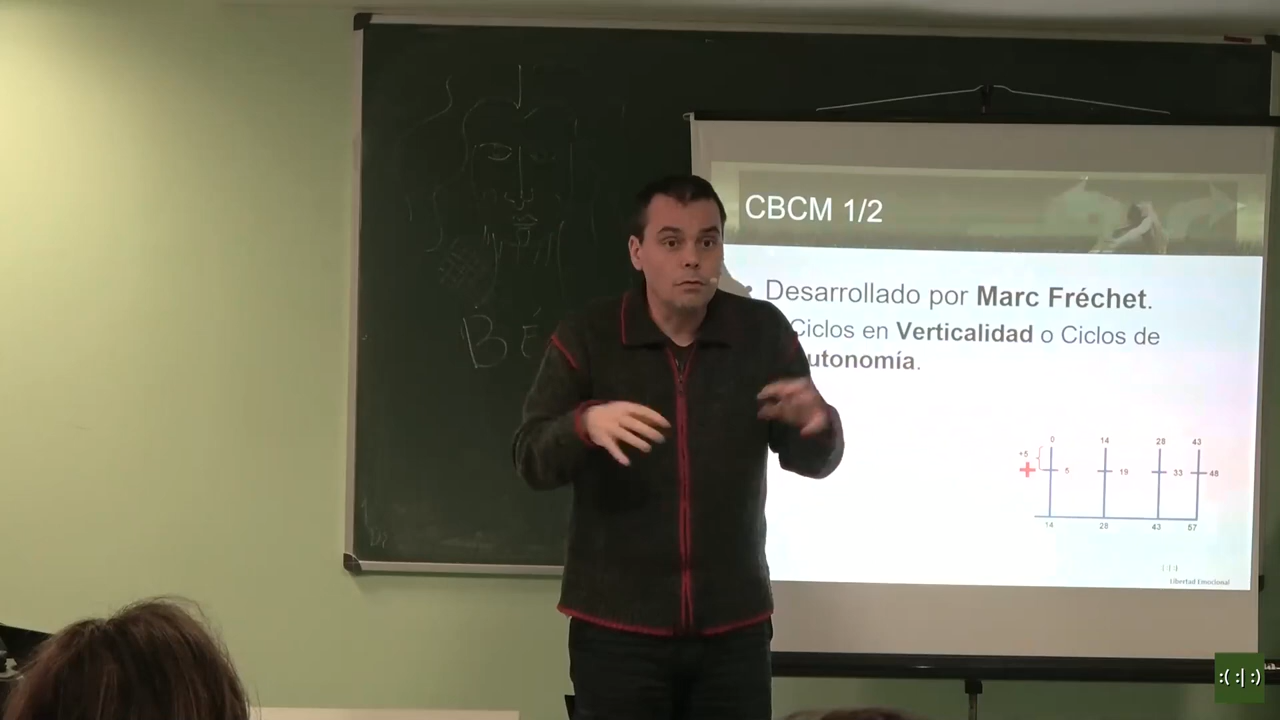 CBCM 1/2
Desarrollado por Marc Fréchet.
Ciclos en Verticalidad o Ciclos de
utonomía.
0 14 28 43
+5
+ 5 19 33 48
14 28 43 57
(:|:)
Libertad Emocional
BÉ
:( :| :)